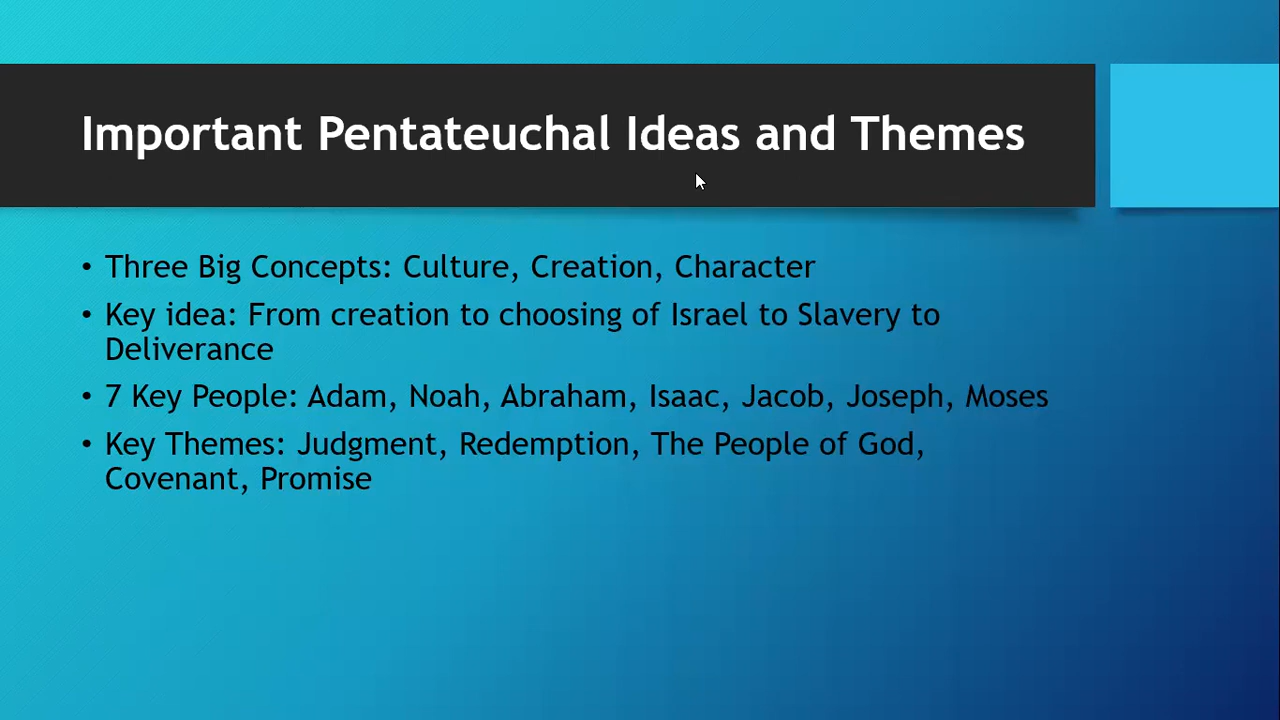 Important Pentateuchal Ideas and Themes
• Three Big Concepts: Culture, Creation, Character
• Key idea: From creation to choosing of Israel to Slavery to
Deliverance
• 7 Key People: Adam, Noah, Abraham, Isaac, Jacob, Joseph, Moses
• Key Themes: Judgment, Redemption, The People of God,
Covenant, Promise